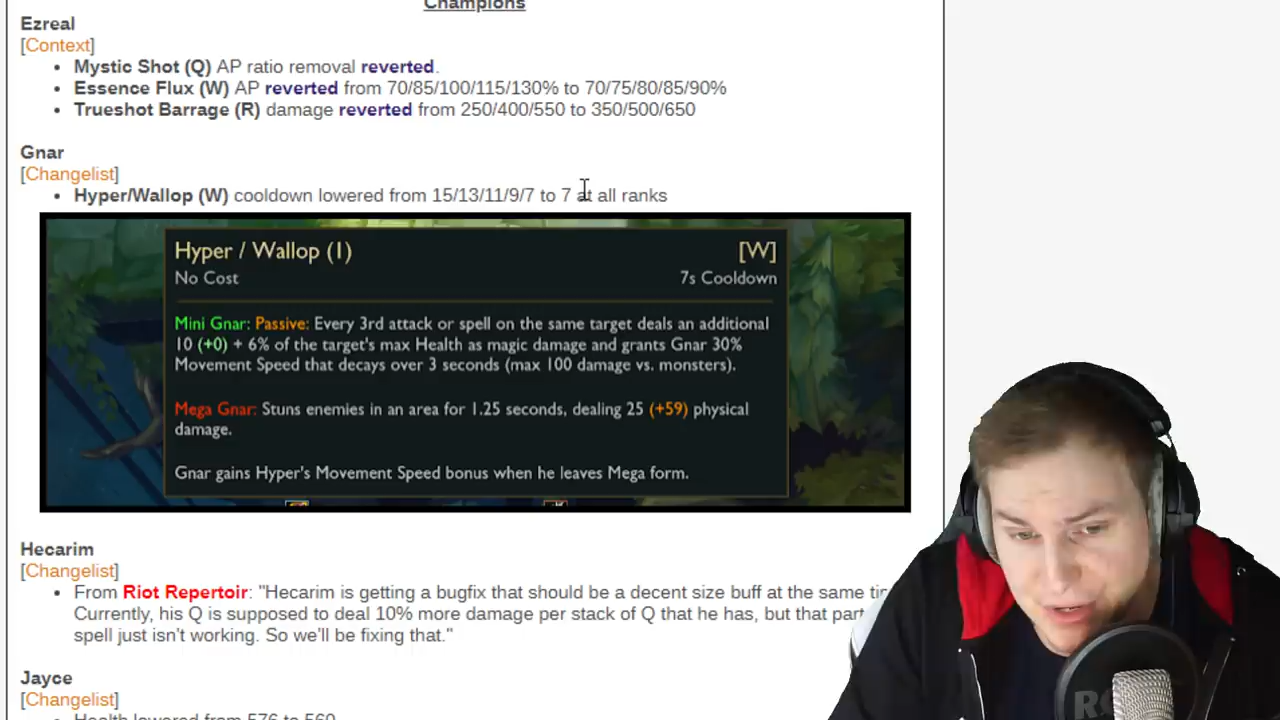 Champions
Ezreal
[Context]
• Mystic Shot (Q) AP ratio removal reverted.
• Essence Flux (W) AP reverted from 70/85/100/115/130% to 70/75/80/85/90%
• Trueshot Barrage (R) damage reverted from 250/400/550 to 350/500/650
Gnar
[Changelist]
• Hyper/Wallop (W) cooldown lowered from 15/13/11/9/7 to 7 at all ranks
Hyper / Wallop (1) [W]
No Cost 7s Cooldown
Mini Gnar: Passive: Every 3rd attack or spell on the same target deals an additional
10 (+0) + 6% of the target's max Health as magic damage and grants Gnar 30%
Movement Speed that decays over 3 seconds (max 100 damage vs. monsters).
Mega Gnar: Stuns enemies in an area for 1.25 seconds, dealing 25 (+59) physical
damage.
Gnar gains Hyper's Movement Speed bonus when he leaves Mega form.
Hecarim
[Changelist]
• From Riot Repertoir: "Hecarim is getting a bugfix that should be a decent size buff at the same
Currently, his Q is supposed to deal 10% more damage per stack of Q that he has, but that part
spell just isn't working. So we'll be fixing that."
Jayce
[Changelist]
• Health lowered from 576 to 560